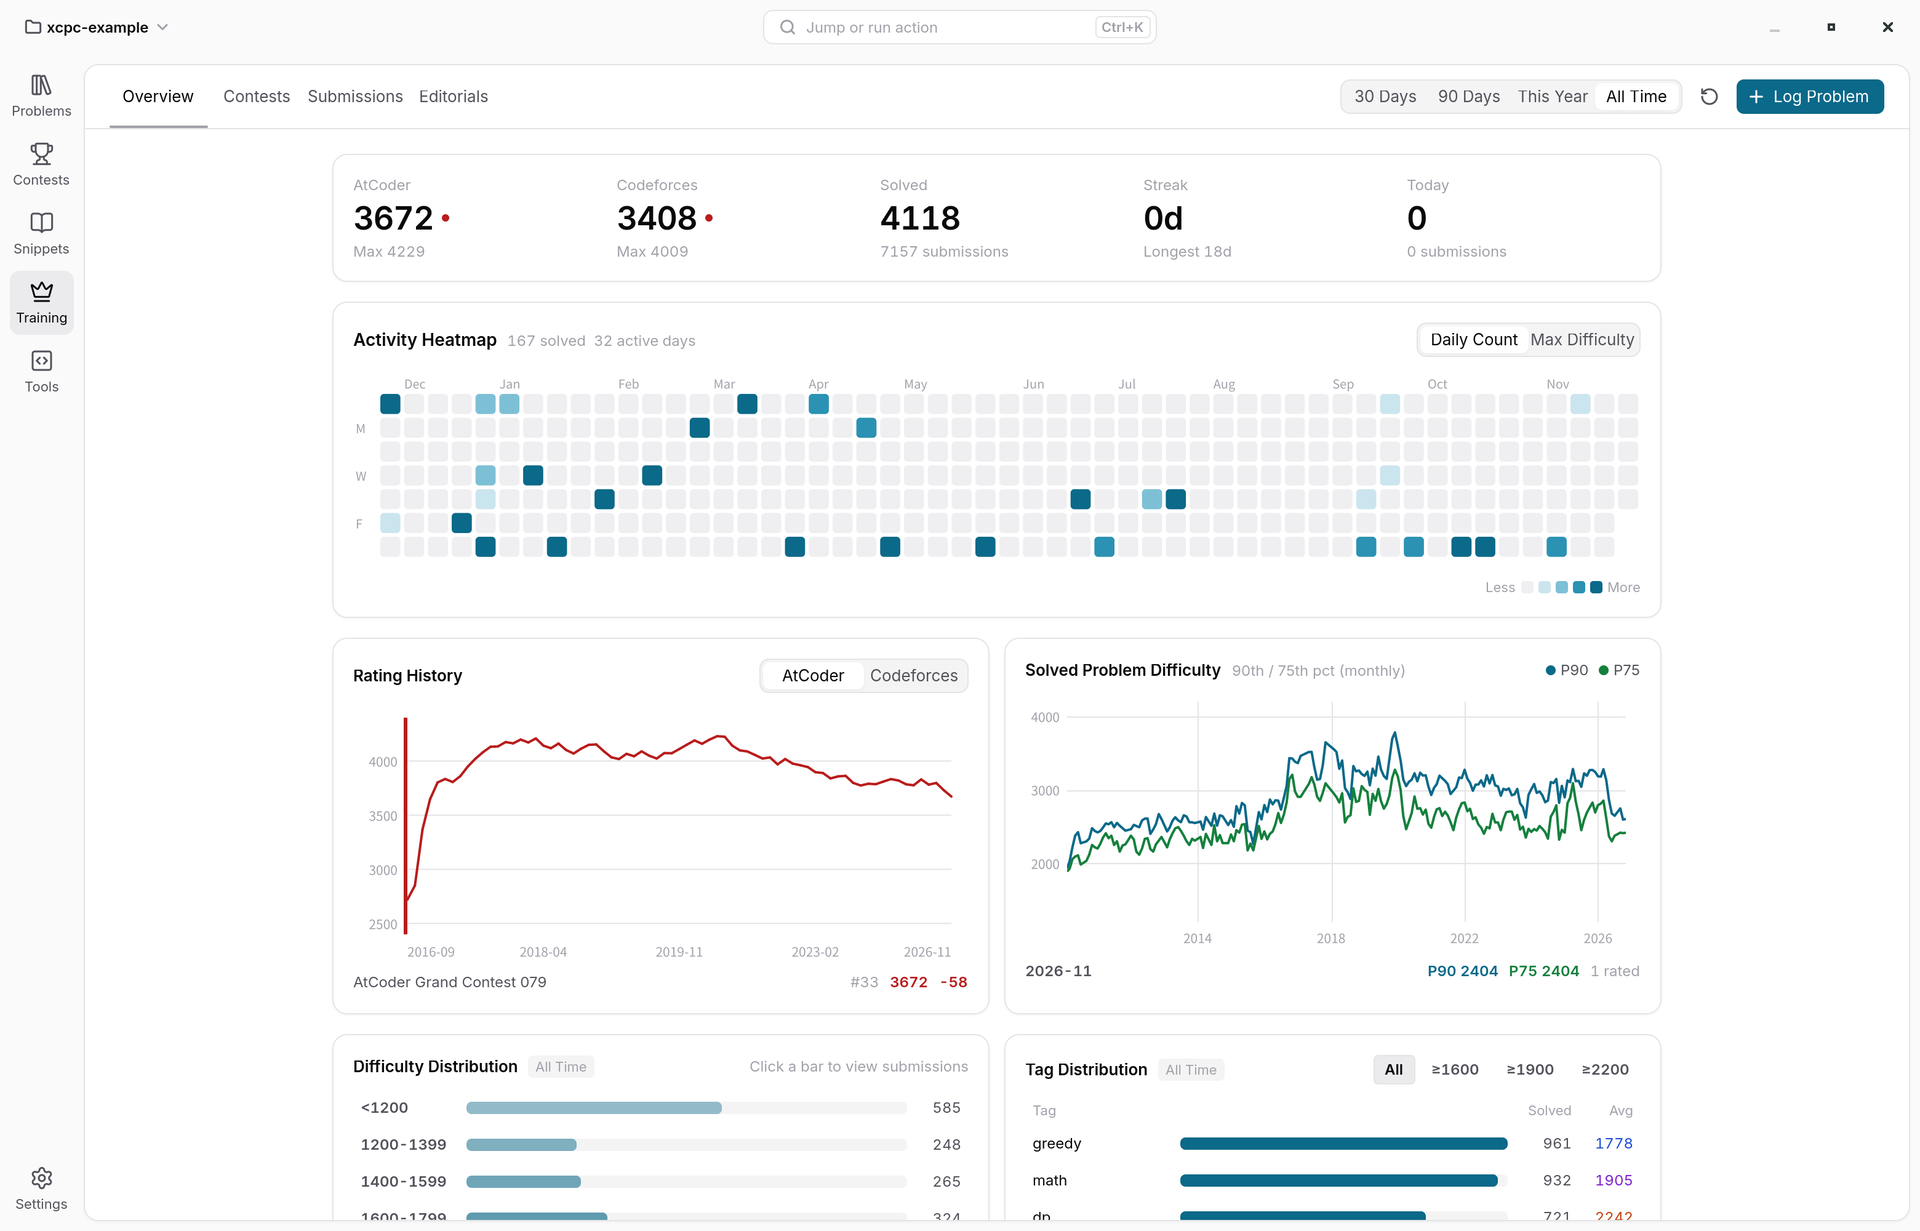 xcpc-example
Jump or run action Ctrl+K
Problems
Contests
Snippets
Training
Tools
Settings
Overview Contests Submissions Editorials
30 Days 90 Days This Year All Time
Log Problem
AtCoder
3672
Max 4229
Codeforces
3408
Max 4009
Solved
4118
7157 submissions
Streak
0d
Longest 18d
Today
0
0 submissions
Activity Heatmap 167 solved 32 active days
Daily Count Max Difficulty
Dec Jan Feb Mar Apr May Jun Jul Aug Sep Oct Nov
M
W
F
Less More
Rating History
AtCoder Codeforces
4000
3500
3000
2500
2016-09 2018-04 2019-11 2023-02 2026-11
AtCoder Grand Contest 079 #33 3672 -58
Solved Problem Difficulty 90th / 75th pct (monthly) P90 P75
4000
3000
2000
2014 2018 2022 2026
2026-11 P90 2404 P75 2404 1 rated
Difficulty Distribution All Time Click a bar to view submissions
<1200 585
1200-1399 248
1400-1599 265
1600-1799 324
Tag Distribution All Time All ≥1600 ≥1900 ≥2200
Tag Solved Avg
greedy 961 1778
math 932 1905
dp 721 2242